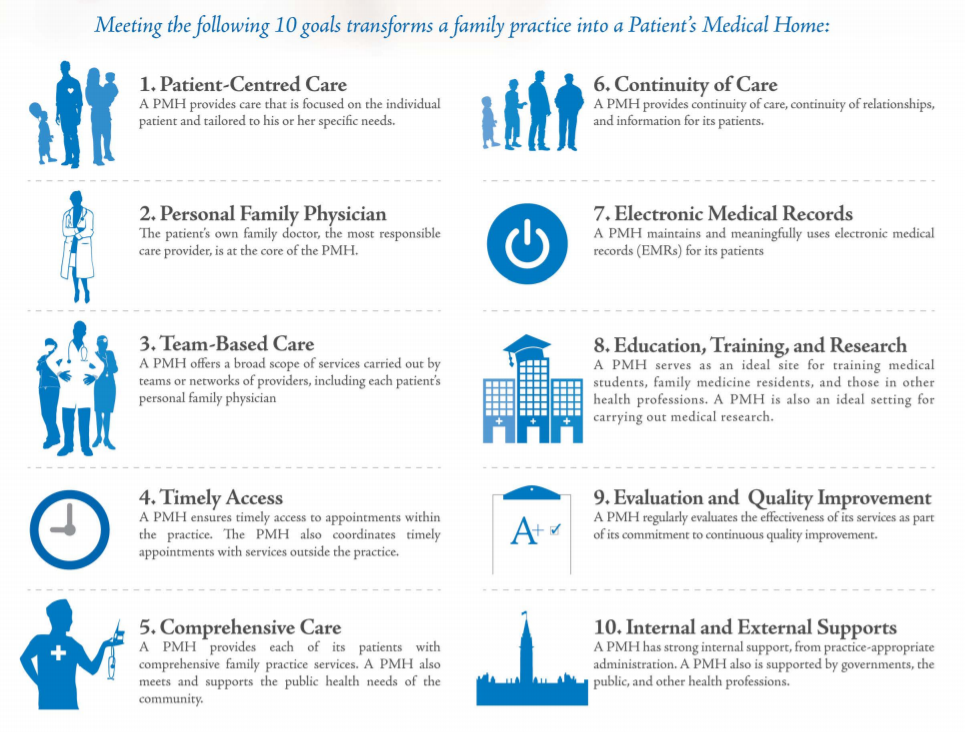 Meeting the following 10 goals transforms a family practice into a Patient's Medical Home:
1. Patient-Centred Care
A PMH provides care that is focused on the individual
patient and tailored to his or her specific needs.
2. Personal Family Physician
The patient's own family doctor, the most responsible
care provider, is at the core of the PMH.
3. Team-Based Care
A PMH offers a broad scope of services carried out by
teams or networks of providers, including each patient's
personal family physician
4. Timely Access
A PMH ensures timely access to appointments within
the practice. The PMH also coordinates timely
appointments with services outside the practice.
5. Comprehensive Care
A PMH provides each of its patients with
comprehensive family practice services. A PMH also
meets and supports the public health needs of the
community.
6. Continuity of Care
A PMH provides continuity of care, continuity of relationships,
and information for its patients.
7. Electronic Medical Records
A PMH maintains and meaningfully uses electronic medical
records (EMRs) for its patients
8. Education, Training, and Research
A PMH serves as an ideal site for training medical
students, family medicine residents, and those in other
health professions. A PMH is also an ideal setting for
carrying out medical research.
A+
9. Evaluation and Quality Improvement
A PMH regularly evaluates the effectiveness of its services as part
of its commitment to continuous quality improvement.
10. Internal and External Supports
A PMH has strong internal support, from practice-appropriate
administration. A PMH also is supported by governments, the
public, and other health professions.